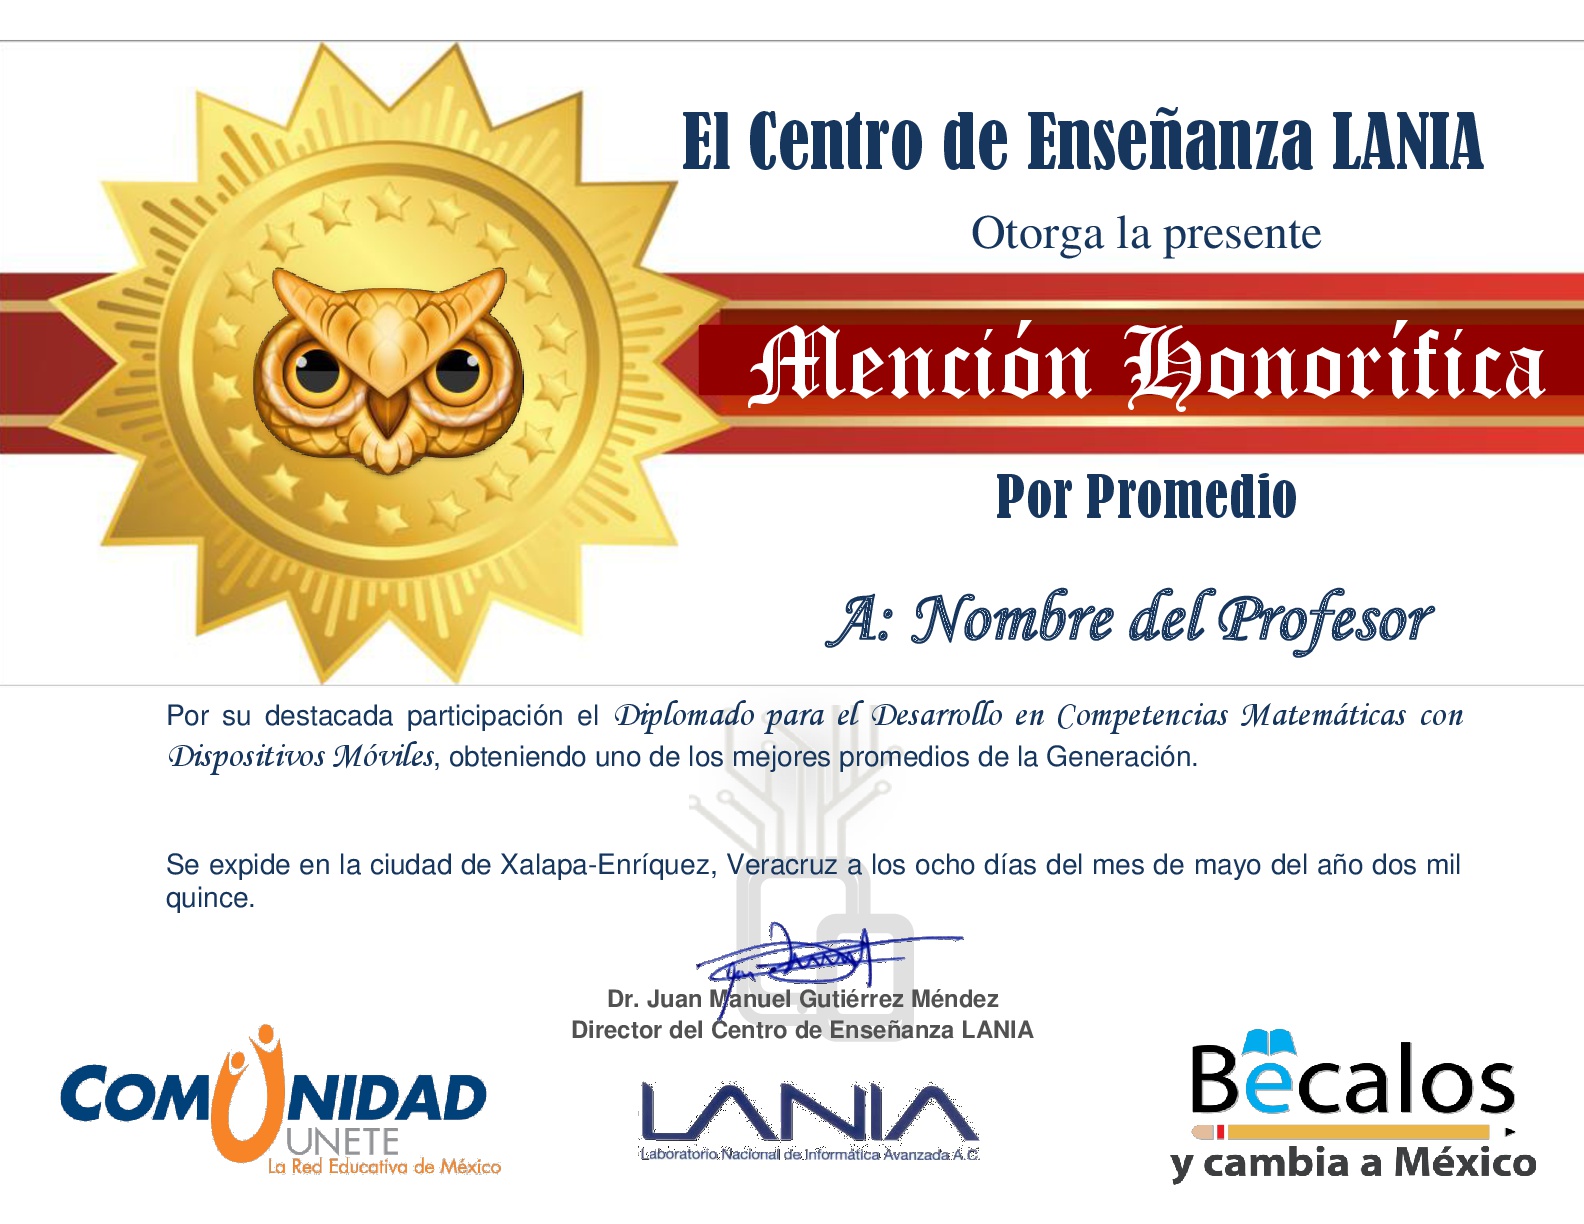 El Centro de Enseñanza LANIA
Otorga la presente
Mención Honorífica
Por Promedio
A: Nombre del Profesor
Por su destacada participación el Diplomado para el Desarrollo en Competencias Matemáticas con
Dispositivos Móviles, obteniendo uno de los mejores promedios de la Generación.
Se expide en la ciudad de Xalapa-Enríquez, Veracruz a los ocho días del mes de mayo del año dos mil
quince.
Dr. Juan Manuel Gutiérrez Méndez
Director del Centro de Enseñanza LANIA
COMUNIDAD
UNETE
La Red Educativa de México
LANIA
Laboratorio Nacional de Informática Avanzada A.C.
Bécalos
y cambia a México